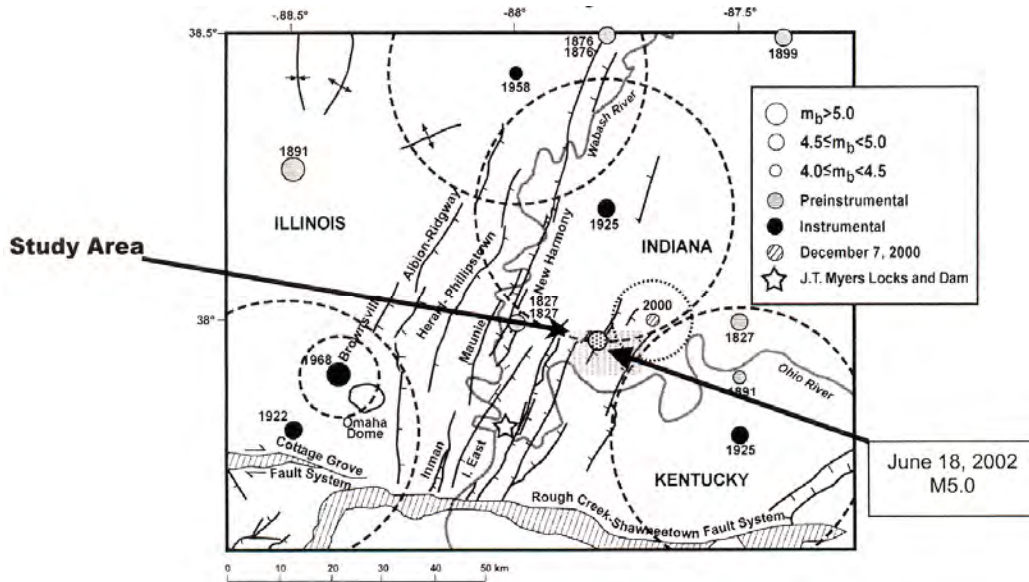 -.88.5°
-88°
-87.5°
38.5°
1876
1876
1899
1958
Wabash River
1891
ILLINOIS
1925
INDIANA
Albion-Ridgway
New Harmony
Herald- Phillipstown
Study Area
1827
1827
2000
38°
Maunie
Brownsville
1827
1968
1891
Ohio River
Omaha
Dome
1922
1925
Cottage Grove
Fault System
Inman
I. East
KENTUCKY
Rough Creek-Shawneetown Fault System
mb>5.0
4.5≤mb<5.0
4.0≤mb<4.5
Preinstrumental
Instrumental
December 7, 2000
J.T. Myers Locks and Dam
June 18, 2002
M5.0
0 10 20 30 40 50 km